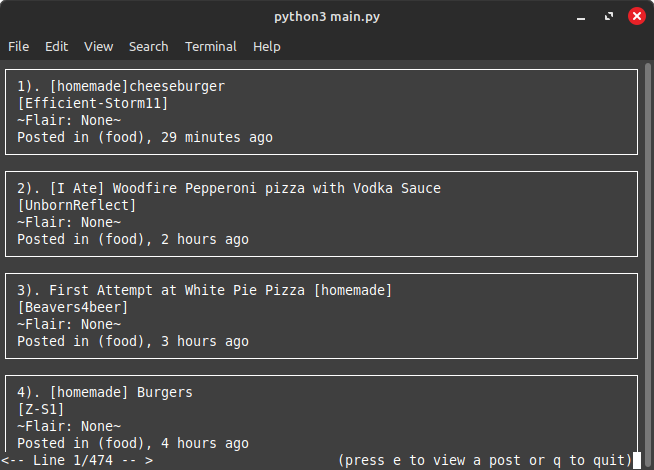 python3 main.py
File Edit View Search Terminal Help
1). [homemade]cheeseburger
[Efficient-Storm11]
~Flair: None~
Posted in (food), 29 minutes ago
2). [I Ate] Woodfire Pepperoni pizza with Vodka Sauce
[UnbornReflect]
~Flair: None~
Posted in (food), 2 hours ago
3). First Attempt at White Pie Pizza [homemade]
[Beavers4beer]
~Flair: None~
Posted in (food), 3 hours ago
4). [homemade] Burgers
[Z-S1]
~Flair: None~
Posted in (food), 4 hours ago
<-- Line 1/474 -- > (press e to view a post or q to quit)